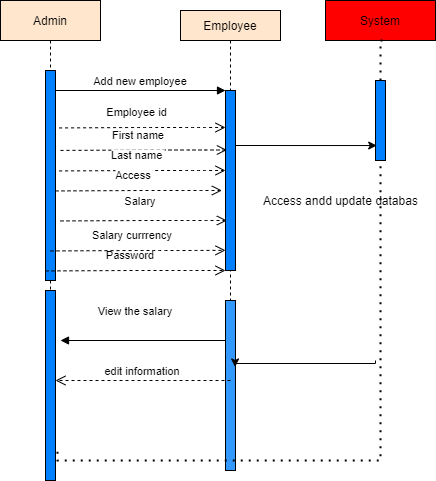 Admin
Employee
System
Add new employee
Employee id
First name
Last name
Access
Salary
Access andd update databas
Salary currrency
Password
View the salary
edit information